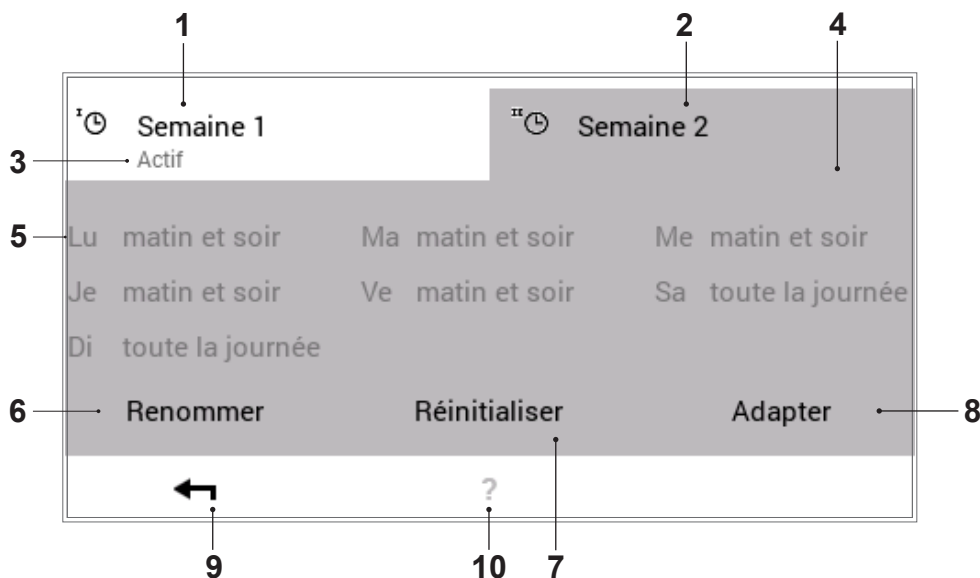 1 2 4
I Semaine 1 II Semaine 2
3 Actif
5 Lu matin et soir Ma matin et soir Me matin et soir
Je matin et soir Ve matin et soir Sa toute la journée
Di toute la journée
6 Renommer Réinitialiser Adapter 8
?
9 10 7